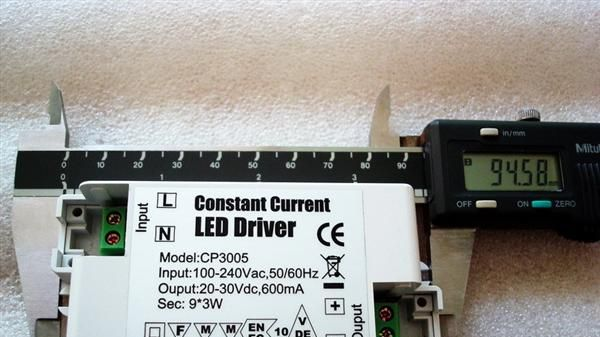 in/mm
0 10 20 30 40 50 60 70 80 90
0 1 2 3
94.58
OFF ON ZERO
Input
L
N
Constant Current
LED Driver
CE
Model:CP3005
Input:100-240Vac,50/60Hz
Ouput:20-30Vdc,600mA
Sec: 9*3W
+
F M M EN 10 V
DE